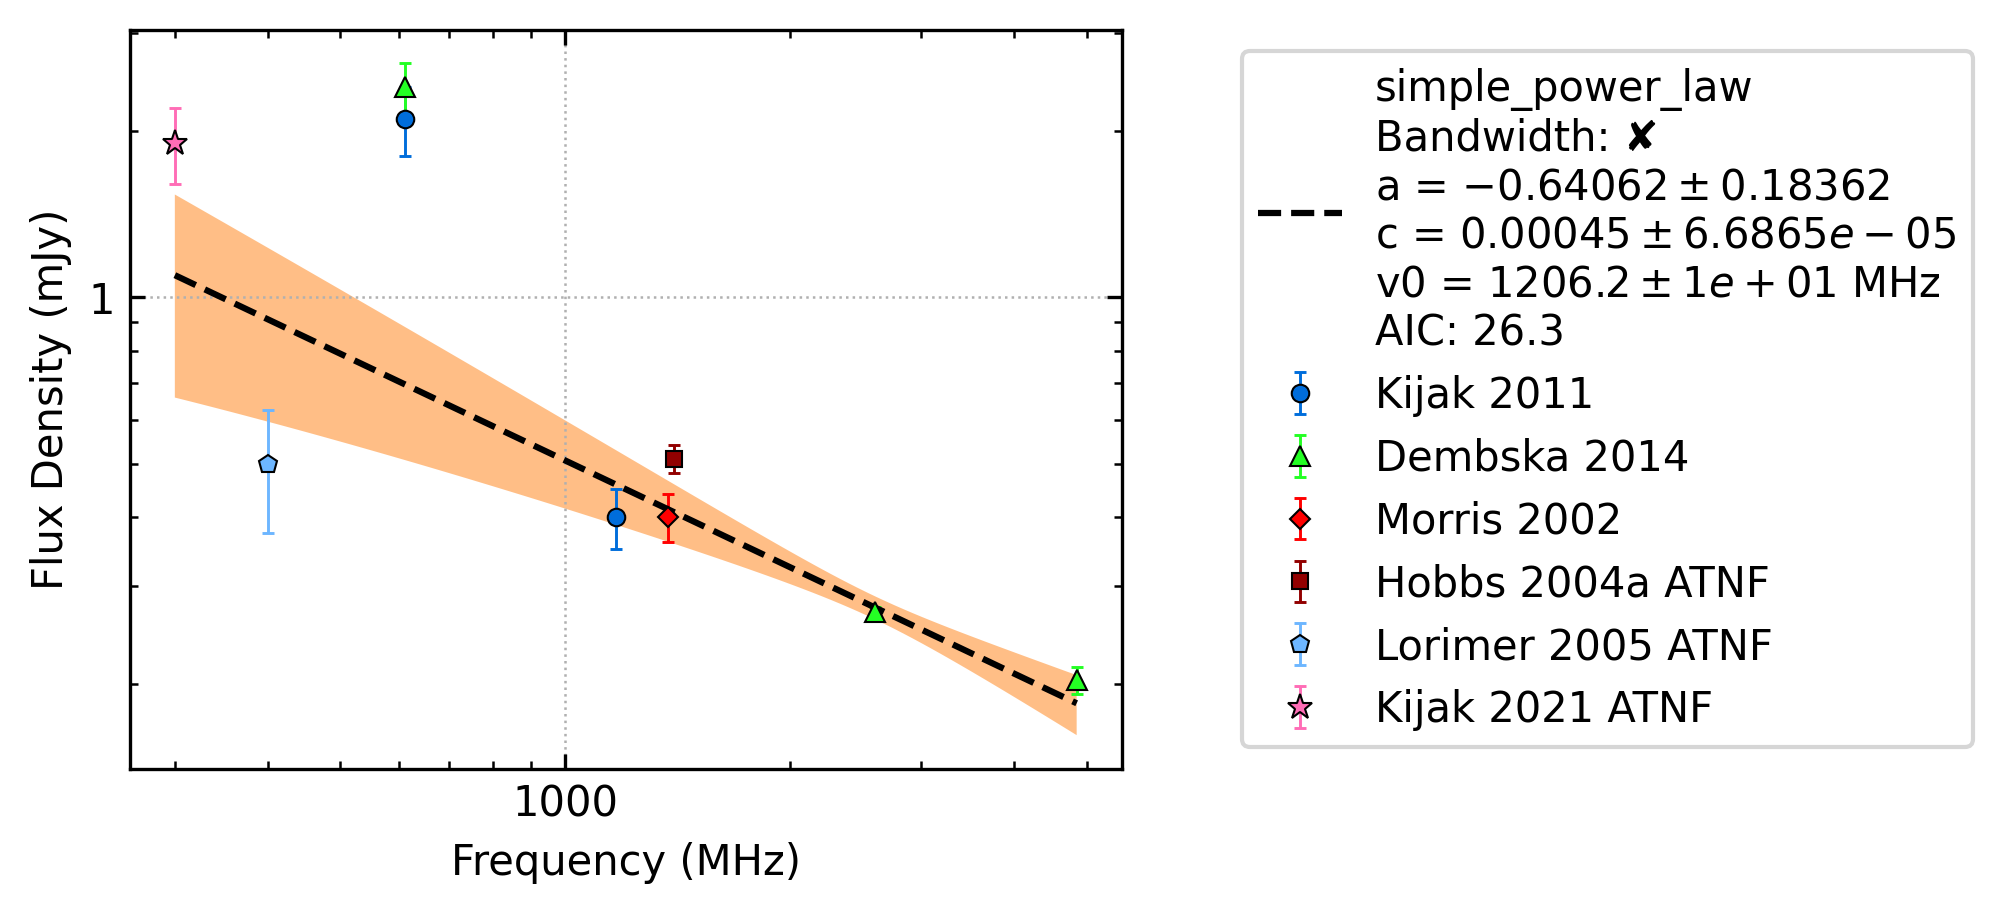 simple_power_law
Bandwidth: ✘
a = −0.64062 ± 0.18362
c = 0.00045 ± 6.6865e − 05
v0 = 1206.2 ± 1e + 01 MHz
AIC: 26.3
Kijak 2011
Dembska 2014
Morris 2002
Hobbs 2004a ATNF
Lorimer 2005 ATNF
Kijak 2021 ATNF
Flux Density (mJy)
1
1000
Frequency (MHz)